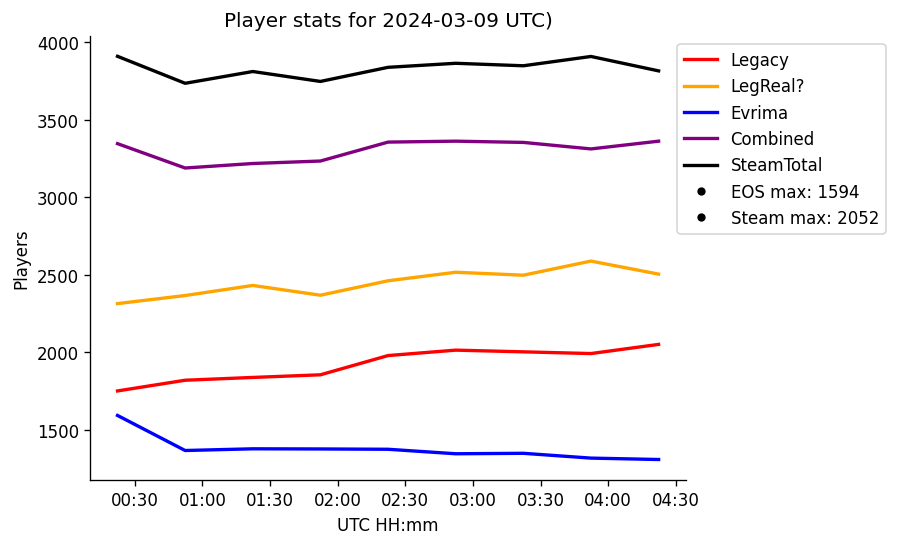 Player stats for 2024-03-09 UTC)
4000
3500
3000
2500
2000
1500
Players
00:30 01:00 01:30 02:00 02:30 03:00 03:30 04:00 04:30
UTC HH:mm
Legacy
LegReal?
Evrima
Combined
SteamTotal
EOS max: 1594
Steam max: 2052